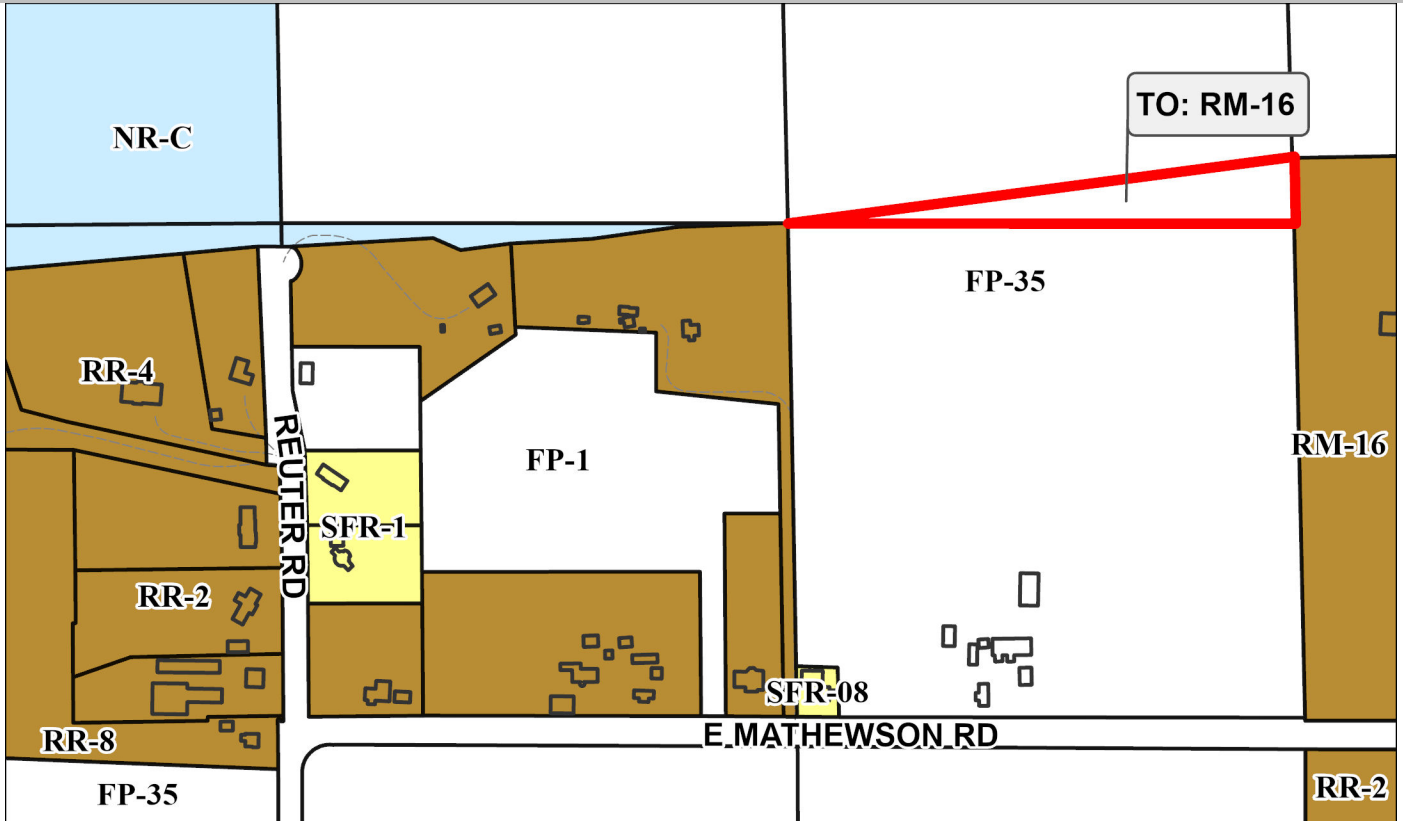 TO: RM-16
NR-C
FP-35
RR-4
REUTER RD
FP-1
RM-16
SFR-1
RR-2
SFR-08
E MATHEWSON RD
RR-8
FP-35
RR-2